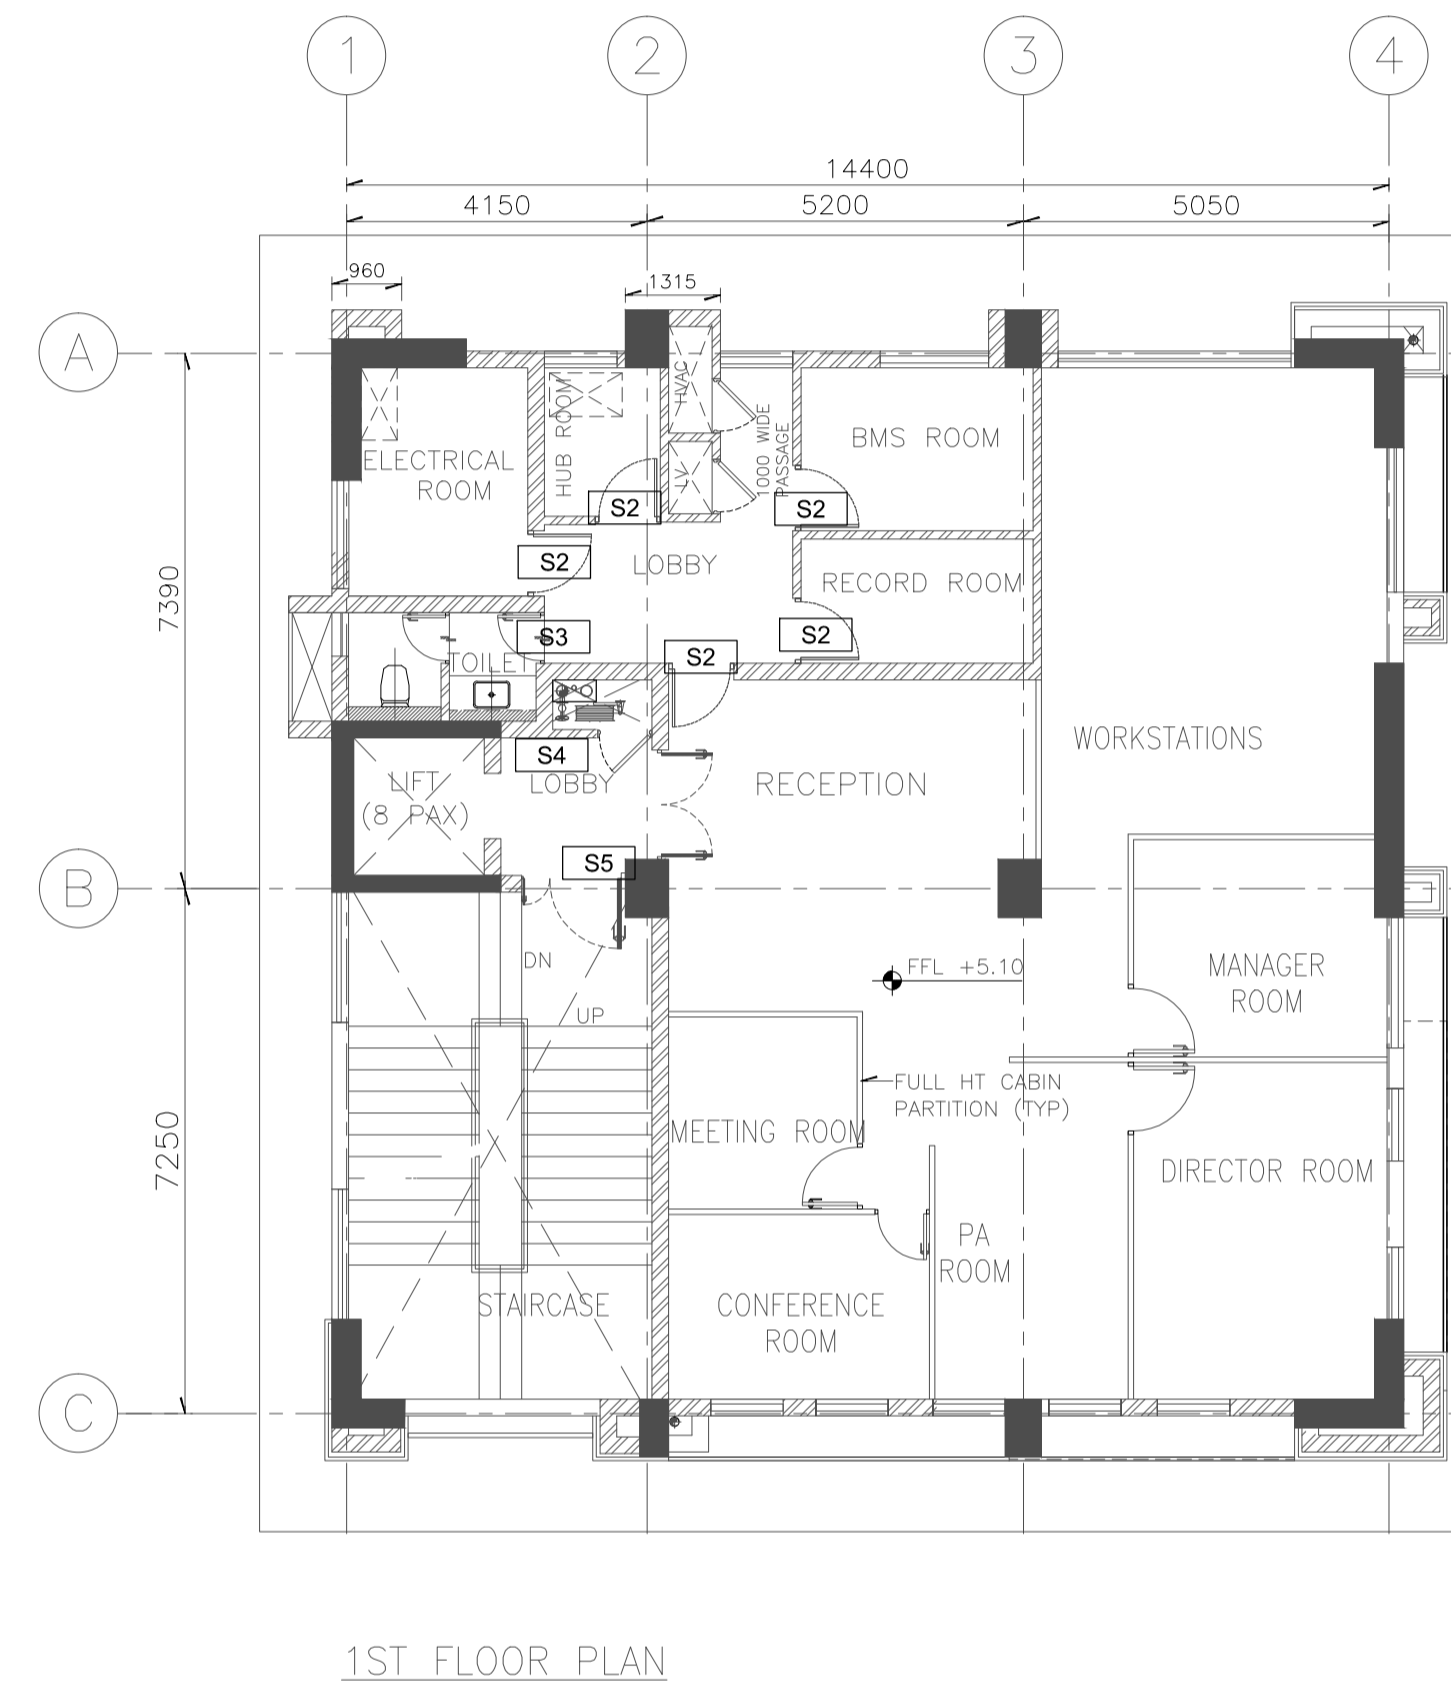 1
2
3
4
14400
4150
5200
5050
960
1315
A
HVAC
HUB ROOM
1000 WIDE
PASSAGE
BMS ROOM
ELECTRICAL
ROOM
LV
S2
S2
S2
LOBBY
RECORD ROOM
7390
S3
S2
S2
TOILET
WORKSTATIONS
S4
LIFT
(8 PAX)
LOBBY
RECEPTION
S5
B
DN
FFL +5.10
MANAGER
ROOM
UP
FULL HT CABIN
PARTITION (TYP)
MEETING ROOM
7250
DIRECTOR ROOM
PA
ROOM
STAIRCASE
CONFERENCE
ROOM
C
1ST FLOOR PLAN